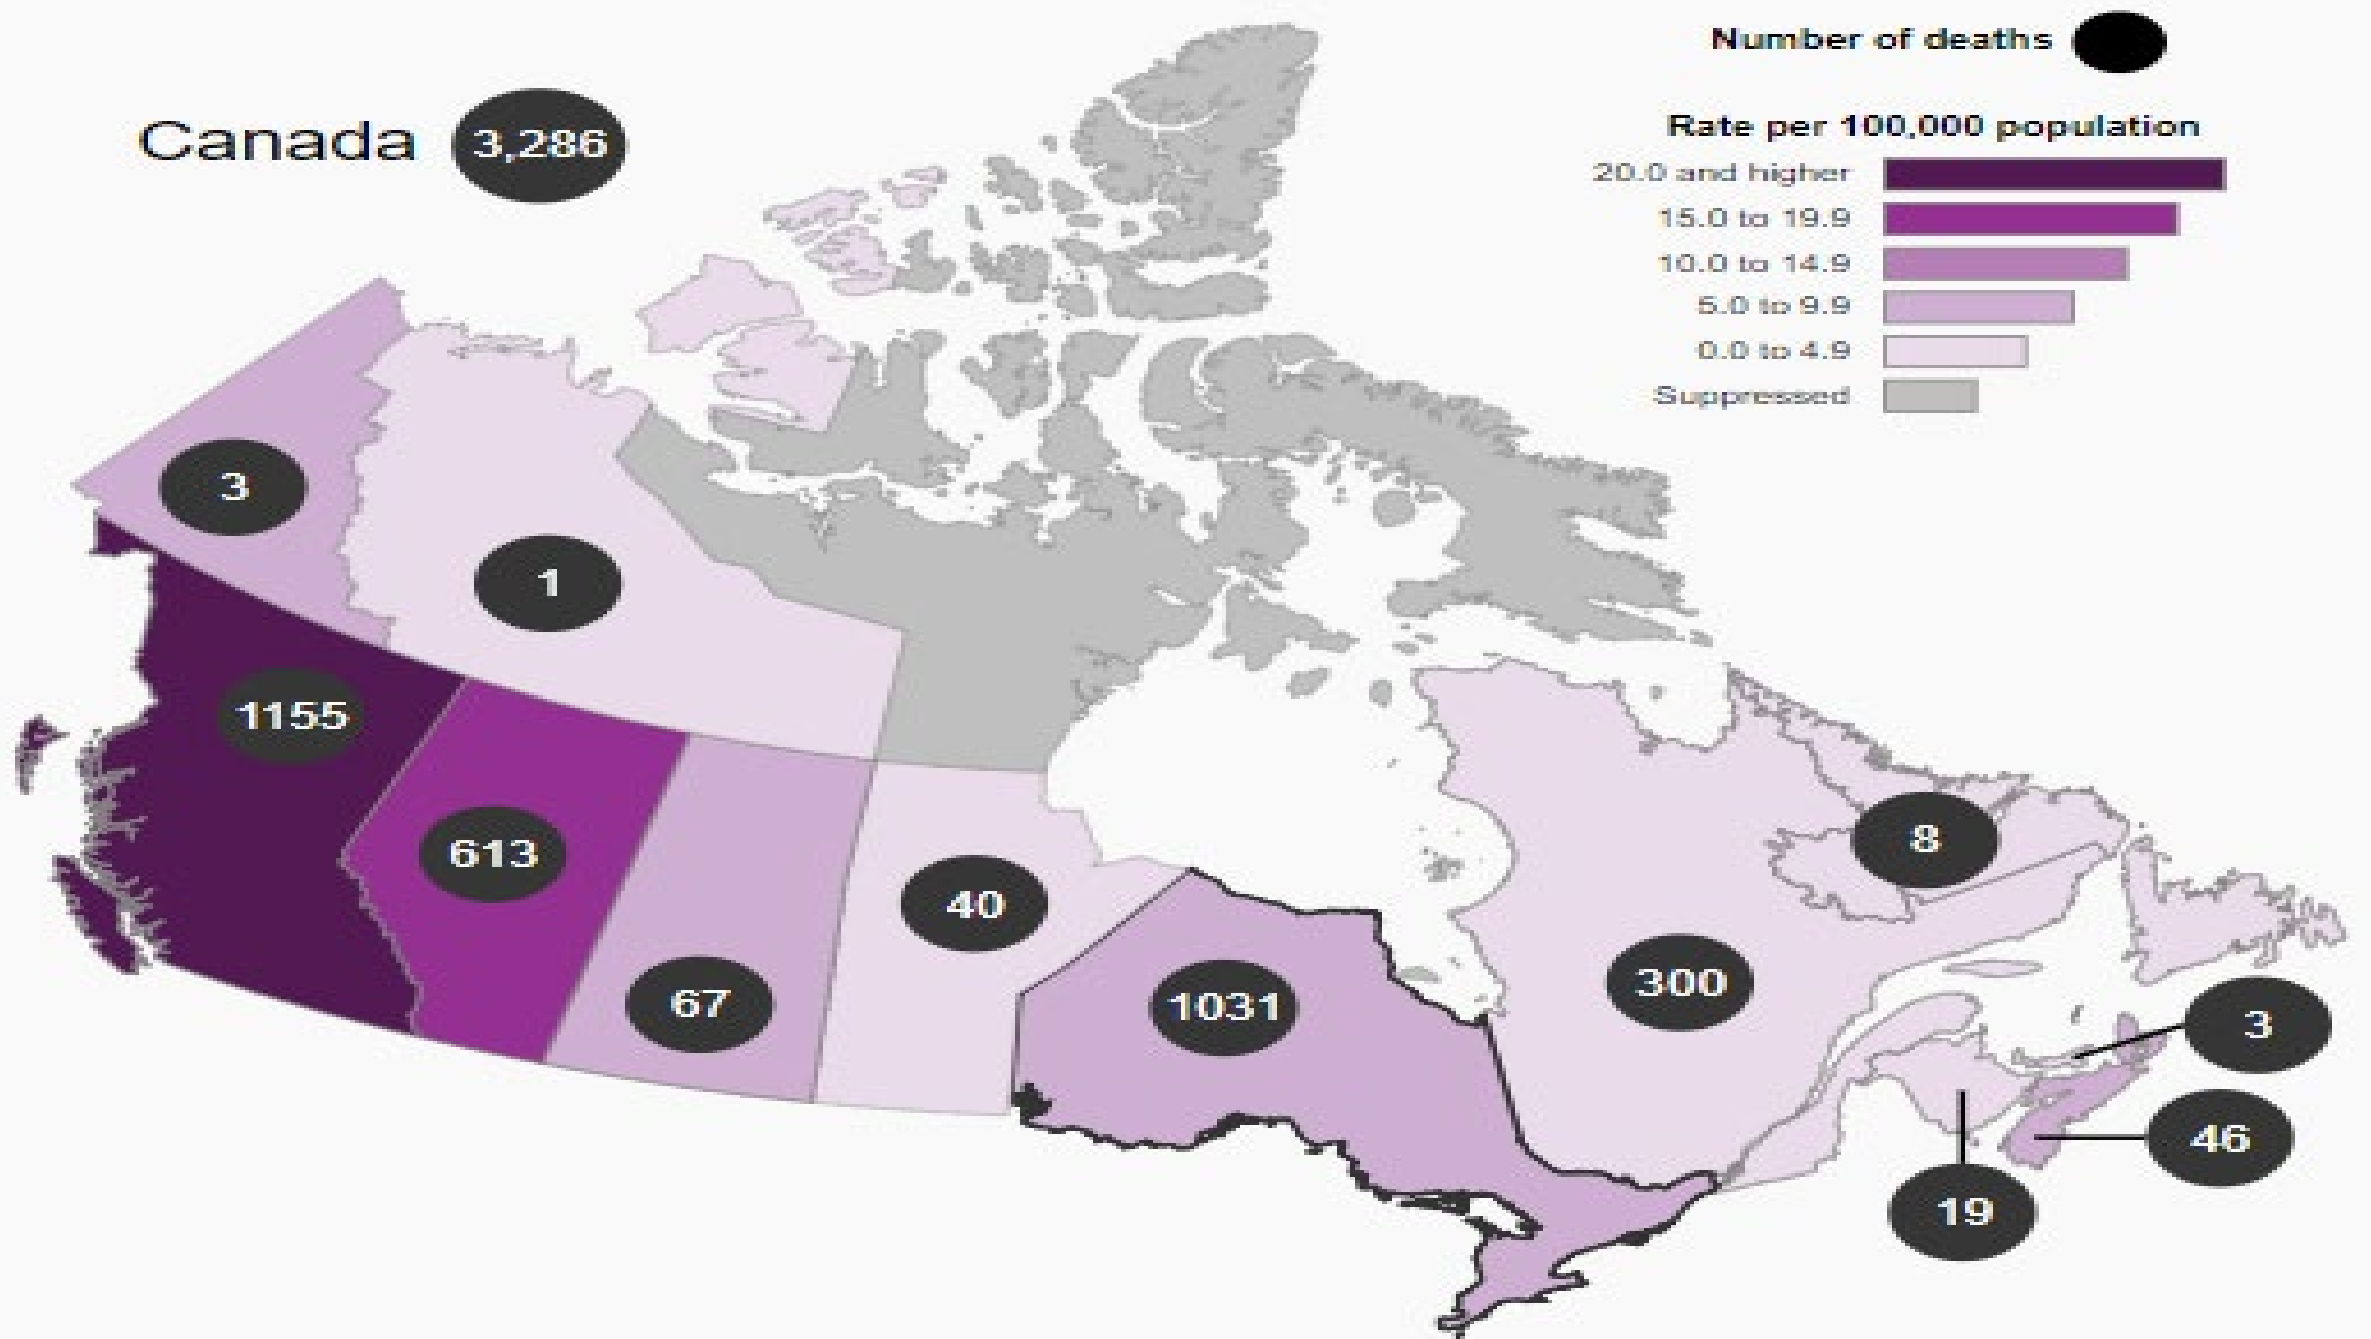 Number of deaths
Canada 3,286
Rate per 100,000 population
20.0 and higher
15.0 to 19.9
10.0 to 14.9
5.0 to 9.9
0.0 to 4.9
Suppressed
3
1
1155
613
8
40
300
67
1031
3
46
19